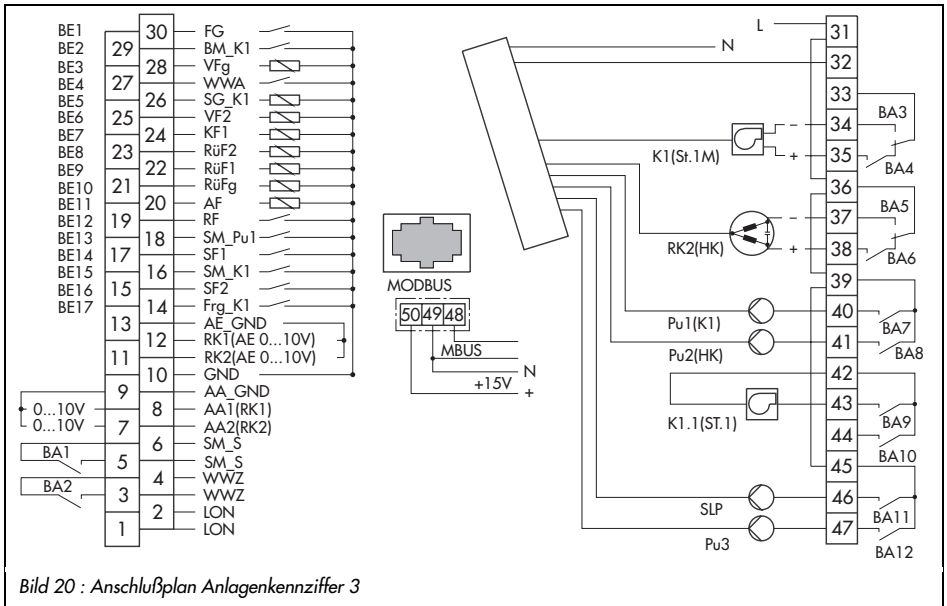 BE1 30 FG
BE2 29 BM_K1
BE3 28 VFg
BE4 27 WWA
BE5 26 SG_K1
BE6 25 VF2
BE7 24 KF1
BE8 23 RüF2
BE9 22 RüF1
BE10 21 RüFg
BE11 20 AF
BE12 19 RF
BE13 18 SM_Pu1
BE14 17 SF1
BE15 16 SM_K1
BE16 15 SF2
BE17 14 Frg_K1
13 AE_GND
12 RK1(AE 0...10V)
11 RK2(AE 0...10V)
10 GND
9 AA_GND
0...10V 8 AA1(RK1)
0...10V 7 AA2(RK2)
6 SM_S
BA1 5 SM_S
4 WWZ
BA2 3 WWZ
2 LON
1 LON
MODBUS
50 49 48
MBUS
N
+15V +
L 31
N
32
33
BA3
– 34
K1(St.1M)
+ 35
BA4
36
BA5
– 37
RK2(HK)
+ 38
BA6
39
Pu1(K1) 40 BA7
Pu2(HK) 41 BA8
42
K1.1(ST.1) 43 BA9
44 BA10
45
SLP 46 BA11
Pu3 47 BA12
Bild 20 : Anschlußplan Anlagenkennziffer 3